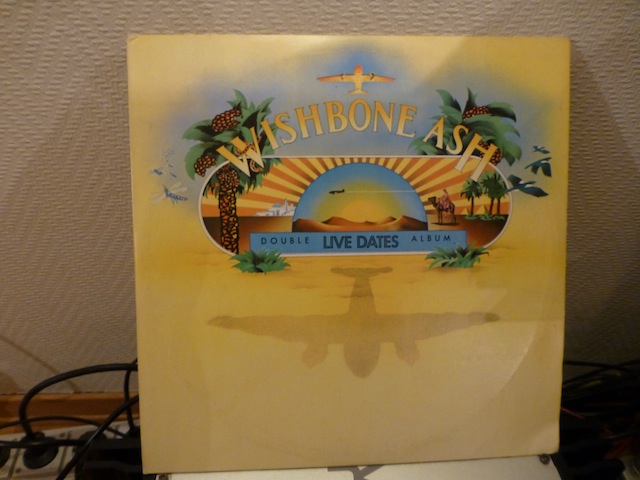 WISHBONE ASH
DOUBLE LIVE DATES ALBUM